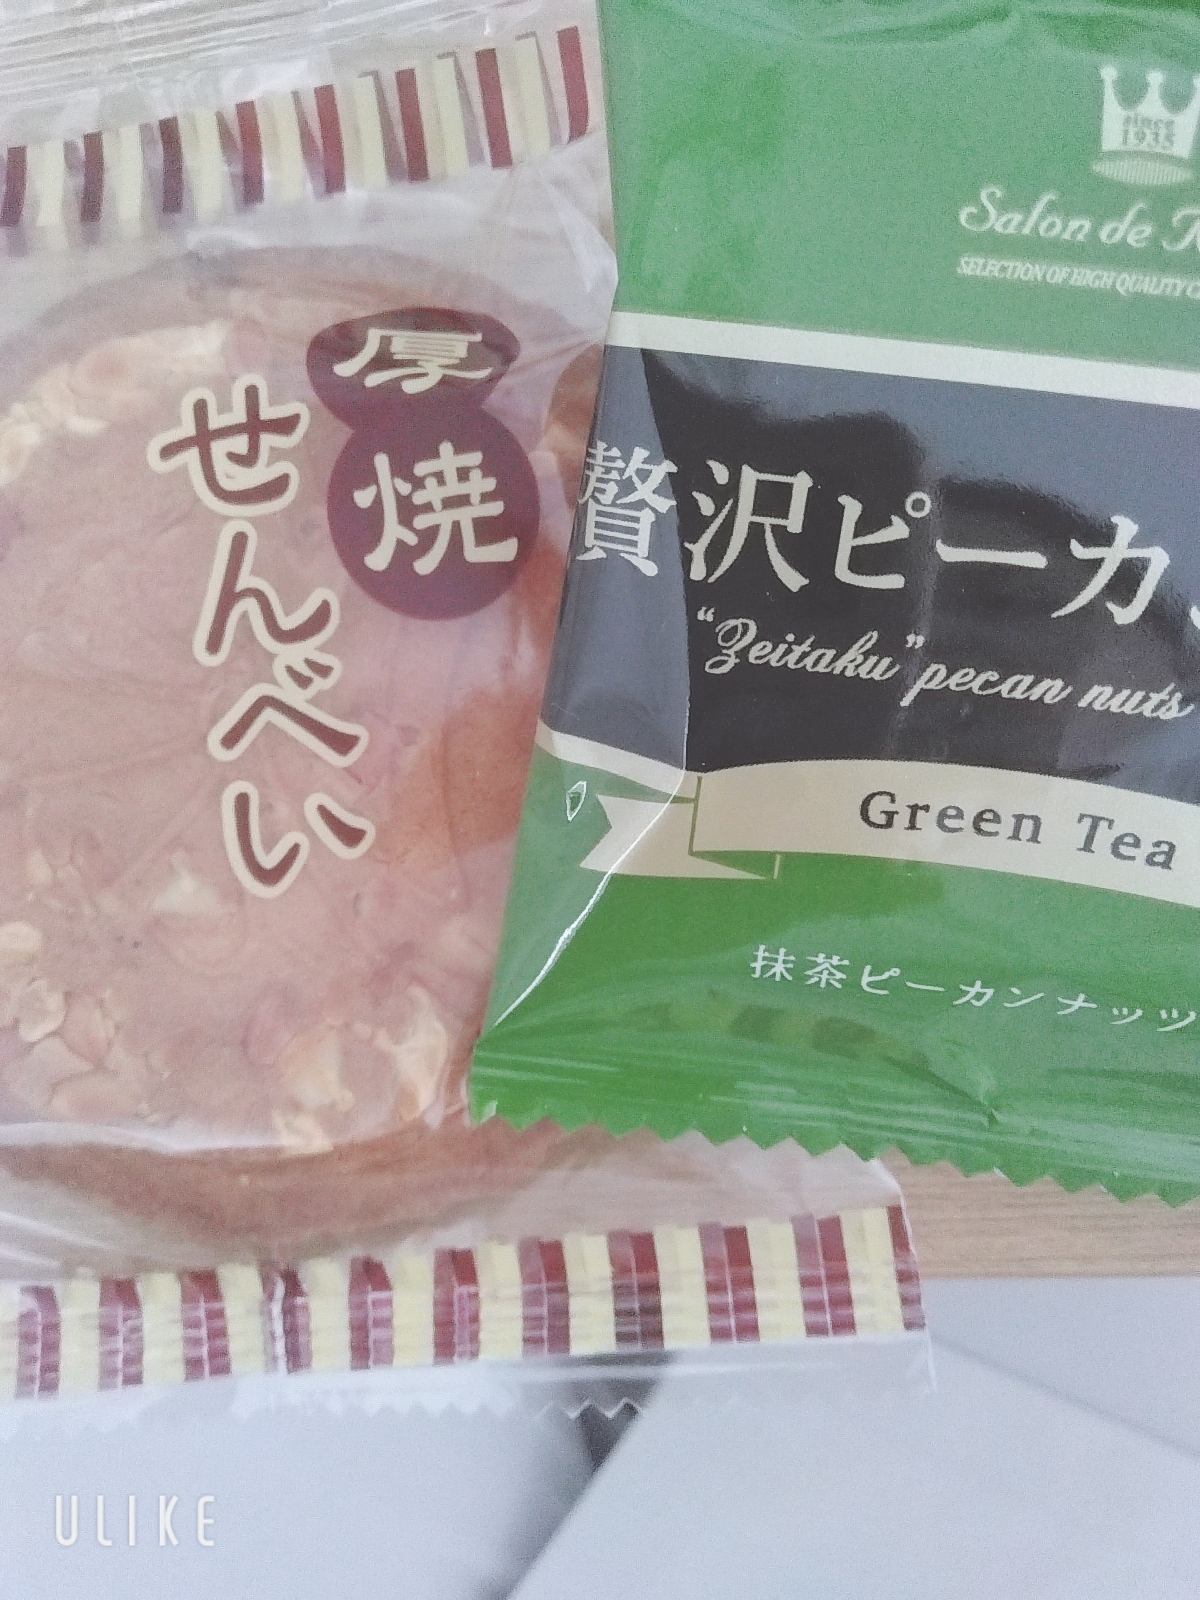 厚焼
せんべい
since
1935
Salon de
SELECTION OF HIGH QUALITY
贅沢ピーカ
"Zeitaku" pecan nuts
Green Tea
抹茶ピーカンナッツ
ULIKE